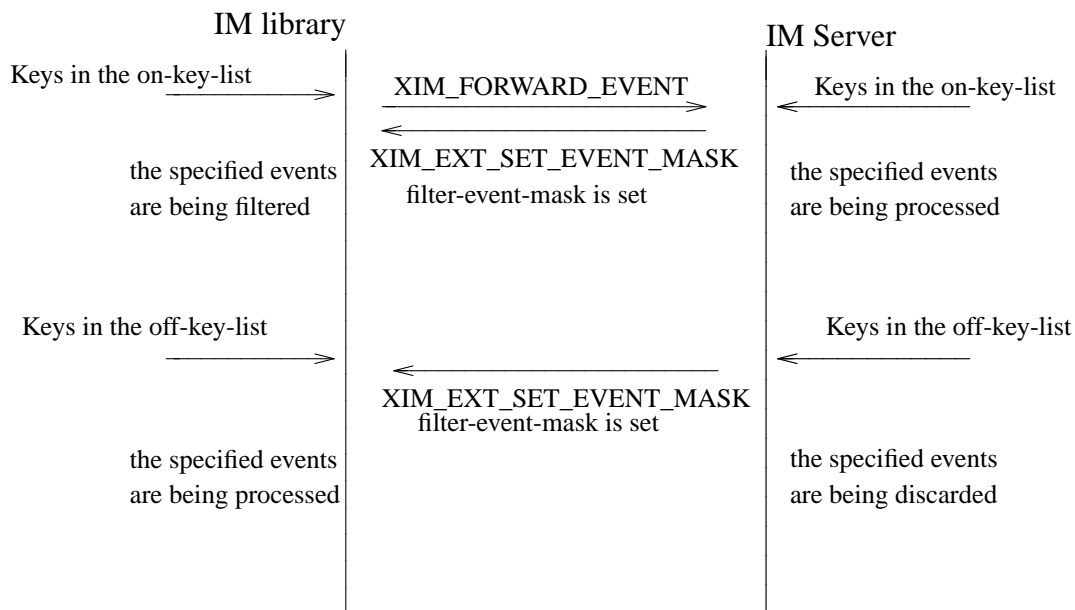 IM library
IM Server
Keys in the on-key-list
XIM_FORWARD_EVENT
Keys in the on-key-list
XIM_EXT_SET_EVENT_MASK
filter-event-mask is set
the specified events
are being filtered
the specified events
are being processed
Keys in the off-key-list
Keys in the off-key-list
XIM_EXT_SET_EVENT_MASK
filter-event-mask is set
the specified events
are being processed
the specified events
are being discarded